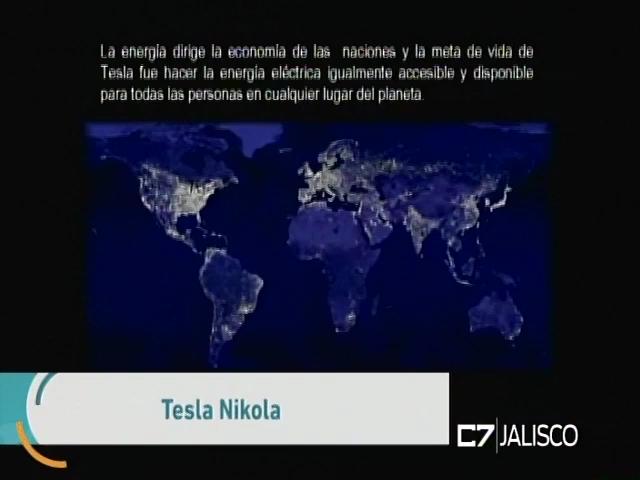 La energía dirige la economía de las naciones y la meta de vida de
Tesla fue hacer la energía eléctrica igualmente accesible y disponible
para todas las personas en cualquier lugar del planeta.
Tesla Nikola
C7 JALISCO